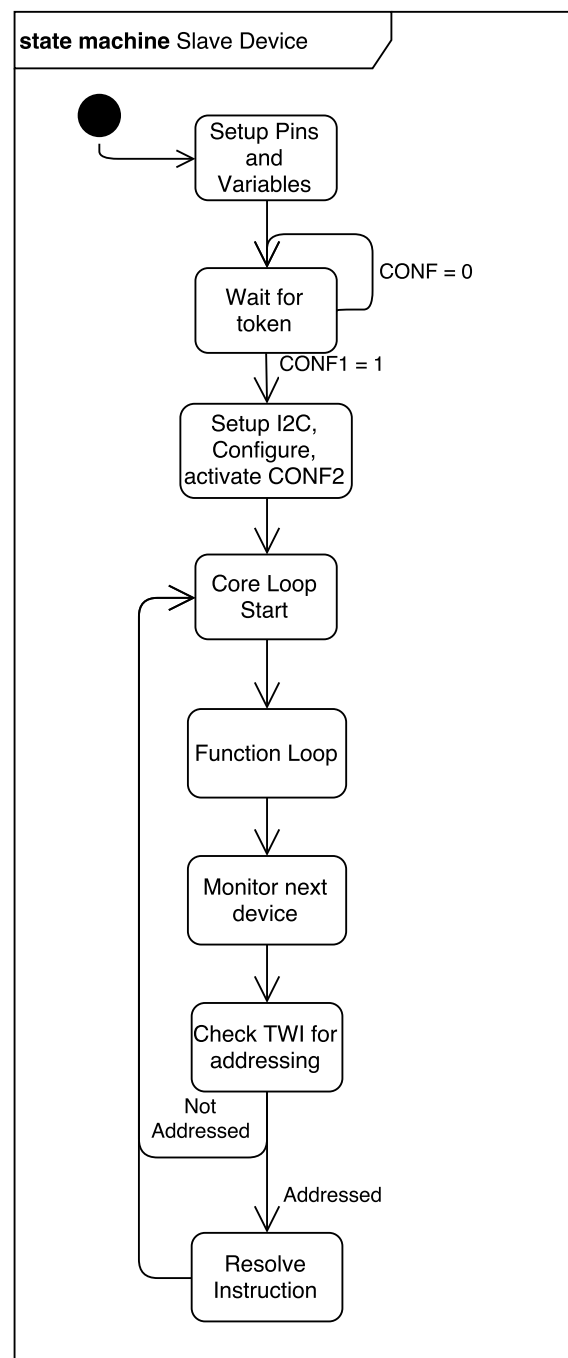 state machine Slave Device
Setup Pins
and
Variables
CONF = 0
Wait for
token
CONF1 = 1
Setup I2C,
Configure,
activate CONF2
Core Loop
Start
Function Loop
Monitor next
device
Check TWI for
addressing
Not
Addressed
Addressed
Resolve
Instruction